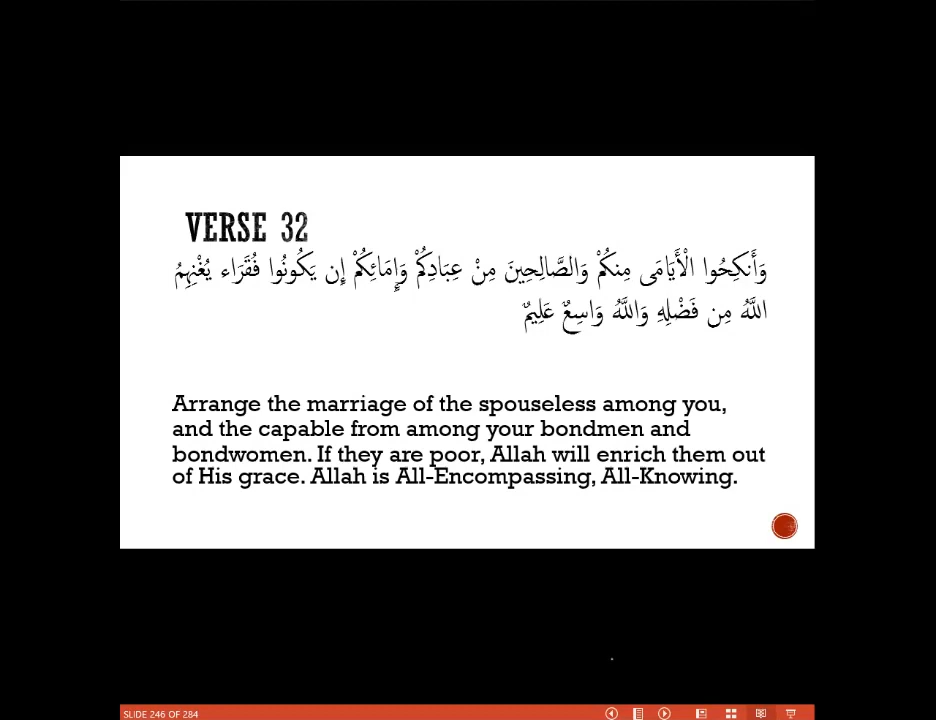 VERSE 32
وَأَنكِحُوا الْأَيَامَى مِنكُمْ وَالصَّالِحِينَ مِنْ عِبَادِكُمْ وَإِمَائِكُمْ إِن يَكُونُوا فُقَرَاء يُغْنِهِمُ
اللَّهُ مِن فَضْلِهِ وَاللَّهُ وَاسِعٌ عَلِيمٌ
Arrange the marriage of the spouseless among you,
and the capable from among your bondmen and
bondwomen. If they are poor, Allah will enrich them out
of His grace. Allah is All-Encompassing, All-Knowing.
SLIDE 246 OF 284